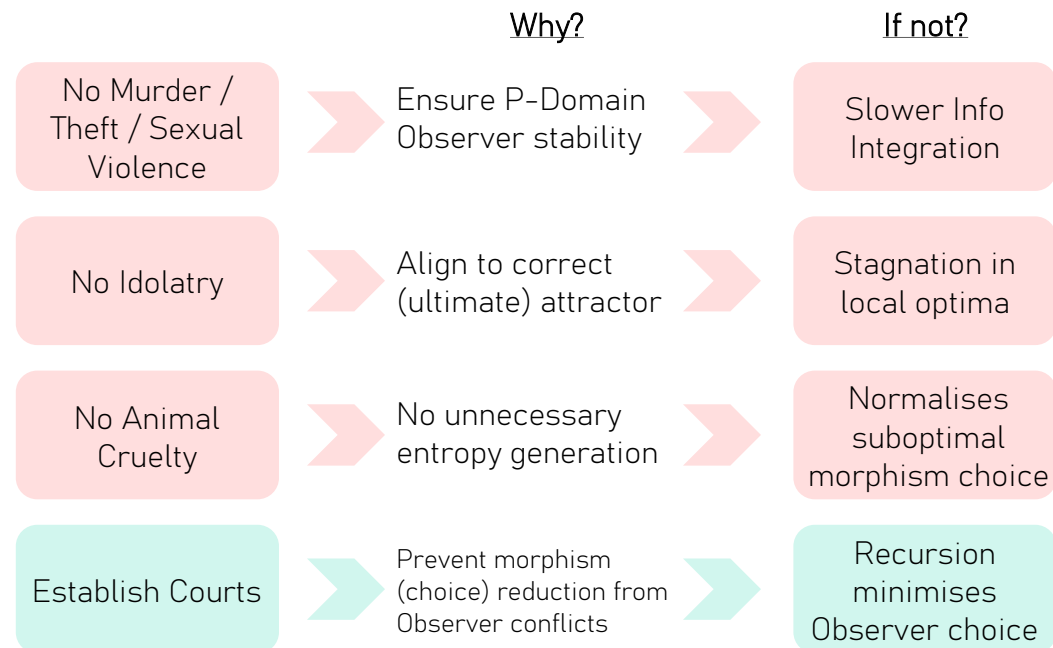 Why?
If not?
No Murder /
Theft / Sexual
Violence
Ensure P-Domain
Observer stability
Slower Info
Integration
No Idolatry
Align to correct
(ultimate) attractor
Stagnation in
local optima
No Animal
Cruelty
No unnecessary
entropy generation
Normalises
suboptimal
morphism choice
Establish Courts
Prevent morphism
(choice) reduction from
Observer conflicts
Recursion
minimises
Observer choice